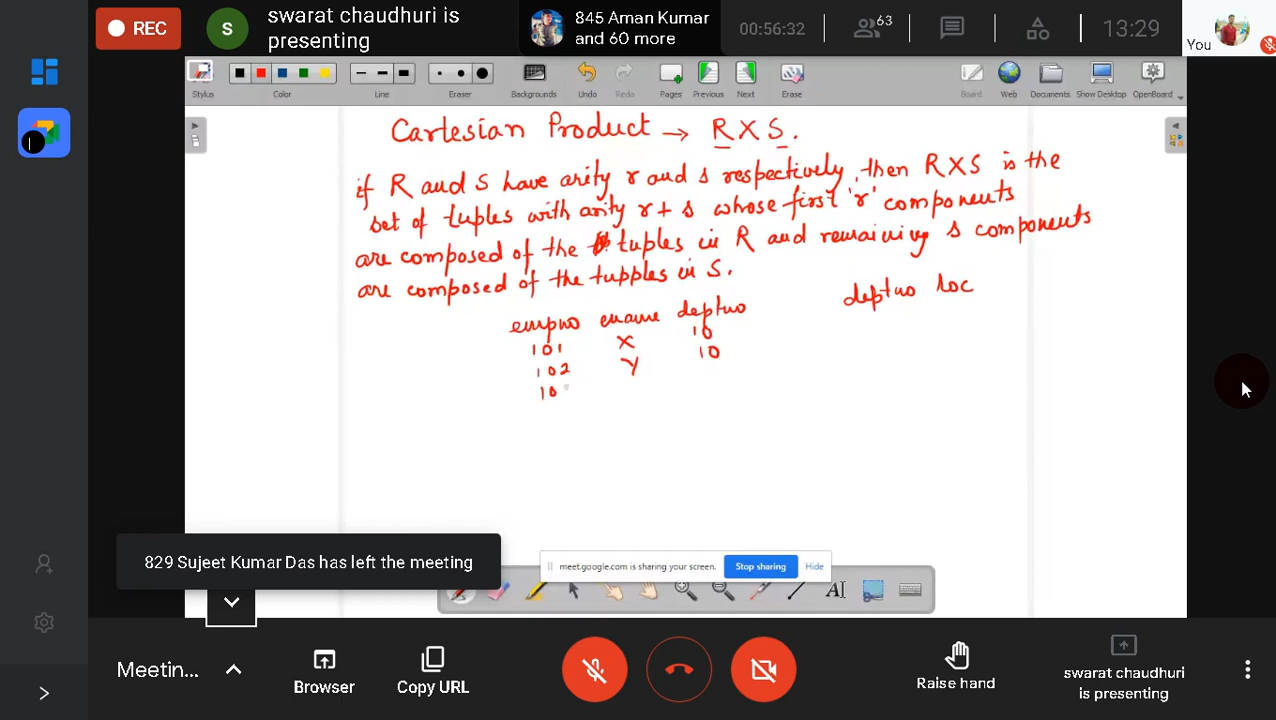 REC
S
swarat chaudhuri is
presenting
845 Aman Kumar
and 60 more
00:56:32
63
13:29
You
Stylus
Color
Line
Eraser
Backgrounds
Undo
Redo
Pages
Previous
Next
Erase
Board
Web
Documents
Show Desktop
OpenBoard
Cartesian Product → R X S.
if R and S have arity r and s respectively, then R X S is the
set of tuples with arity r + s whose first 'r' components
are composed of the tuples in R and remaining s components
are composed of the tupples in S.
deptno loc
empno ename deptno
101 X 10
102 Y 10
10
829 Sujeet Kumar Das has left the meeting
meet.google.com is sharing your screen.
Stop sharing
Hide
AI
Meetin...
Browser
Copy URL
Raise hand
swarat chaudhuri
is presenting